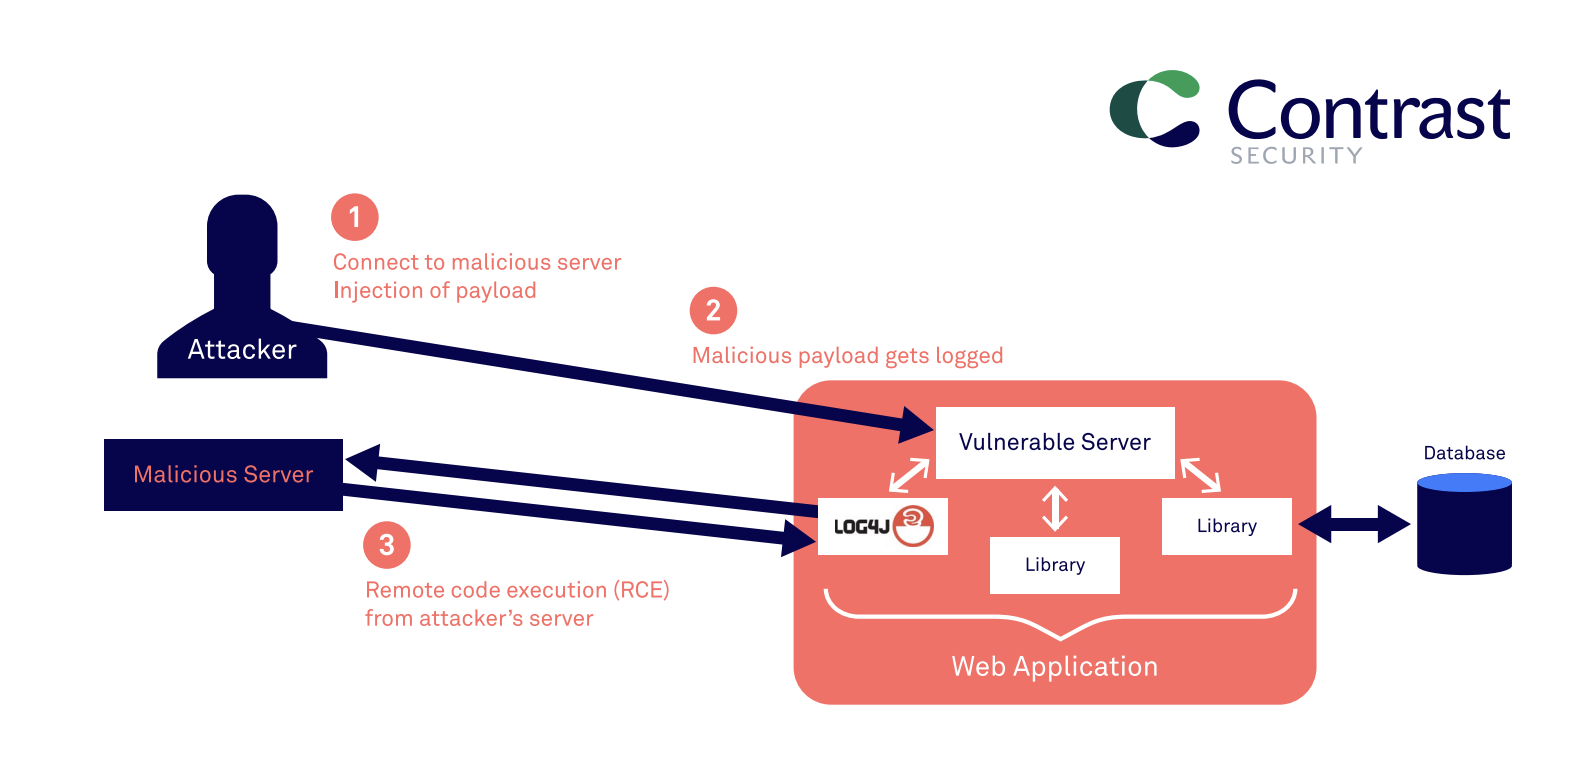 Contrast
SECURITY
1
Connect to malicious server
Injection of payload
2
Malicious payload gets logged
Attacker
Vulnerable Server
Database
Malicious Server
LOG4J
Library
Library
3
Remote code execution (RCE)
from attacker’s server
Web Application